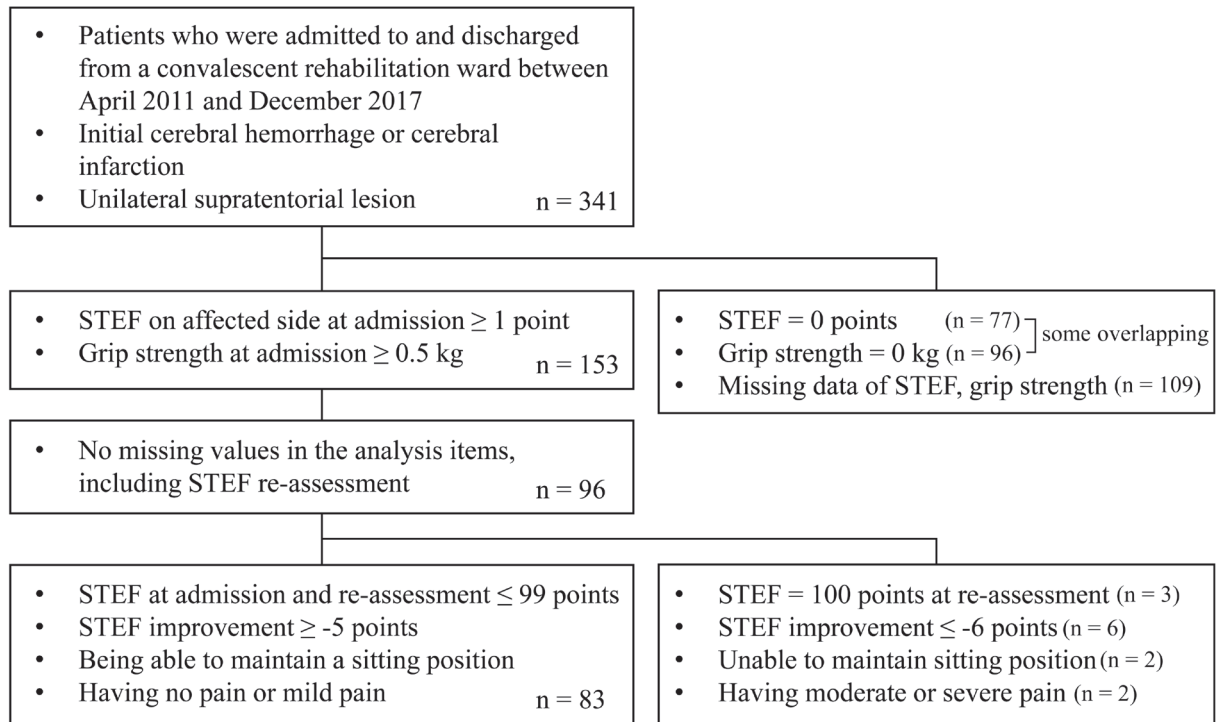 • Patients who were admitted to and discharged
from a convalescent rehabilitation ward between
April 2011 and December 2017
• Initial cerebral hemorrhage or cerebral
infarction
• Unilateral supratentorial lesion n = 341
• STEF on affected side at admission ≥ 1 point
• Grip strength at admission ≥ 0.5 kg
n = 153
• STEF = 0 points (n = 77)
• Grip strength = 0 kg (n = 96)
some overlapping
• Missing data of STEF, grip strength (n = 109)
• No missing values in the analysis items,
including STEF re-assessment n = 96
• STEF at admission and re-assessment ≤ 99 points
• STEF improvement ≥ -5 points
• Being able to maintain a sitting position
• Having no pain or mild pain n = 83
• STEF = 100 points at re-assessment (n = 3)
• STEF improvement ≤ -6 points (n = 6)
• Unable to maintain sitting position (n = 2)
• Having moderate or severe pain (n = 2)